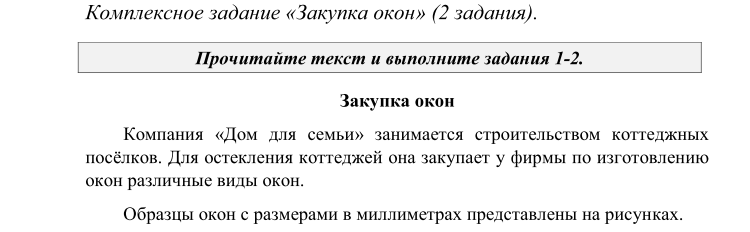 Комплексное задание «Закупка окон» (2 задания).
Прочитайте текст и выполните задания 1-2.
Закупка окон
Компания «Дом для семьи» занимается строительством коттеджных
посёлков. Для остекления коттеджей она закупает у фирмы по изготовлению
окон различные виды окон.
Образцы окон с размерами в миллиметрах представлены на рисунках.